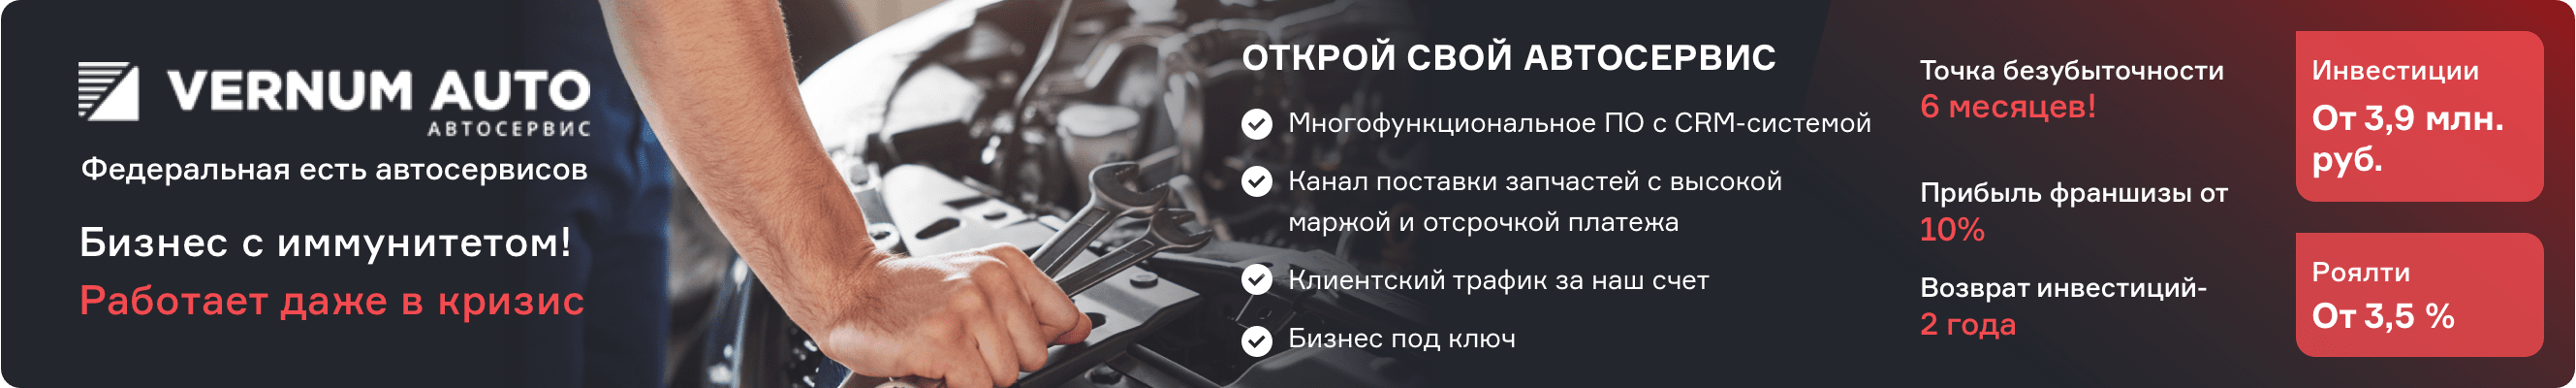 VERNUM AUTO
АВТОСЕРВИС
Федеральная есть автосервисов
Бизнес с иммунитетом!
Работает даже в кризис
ОТКРОЙ СВОЙ АВТОСЕРВИС
Многофункциональное ПО с CRM-системой
Канал поставки запчастей с высокой
маржой и отсрочкой платежа
Клиентский трафик за наш счет
Бизнес под ключ
Точка безубыточности
6 месяцев!
Прибыль франшизы от
10%
Возврат инвестиций-
2 года
Инвестиции
От 3,9 млн.
руб.
Роялти
От 3,5 %